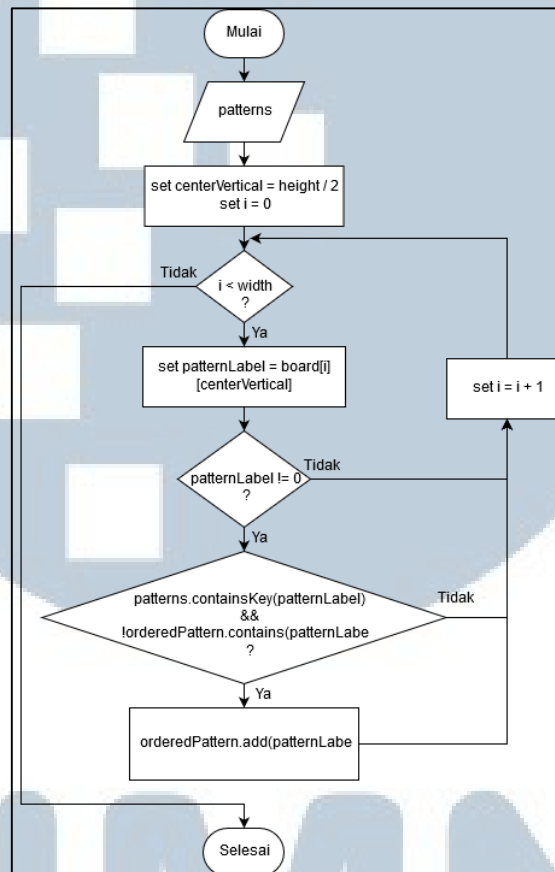 Mulai
patterns
set centerVertical = height / 2
set i = 0
Tidak
i < width
?
Ya
set patternLabel = board[i]
[centerVertical]
set i = i + 1
patternLabel != 0
?
Tidak
Ya
patterns.containsKey(patternLabel)
&&
!orderedPattern.contains(patternLabe
?
Tidak
Ya
orderedPattern.add(patternLabe
Selesai